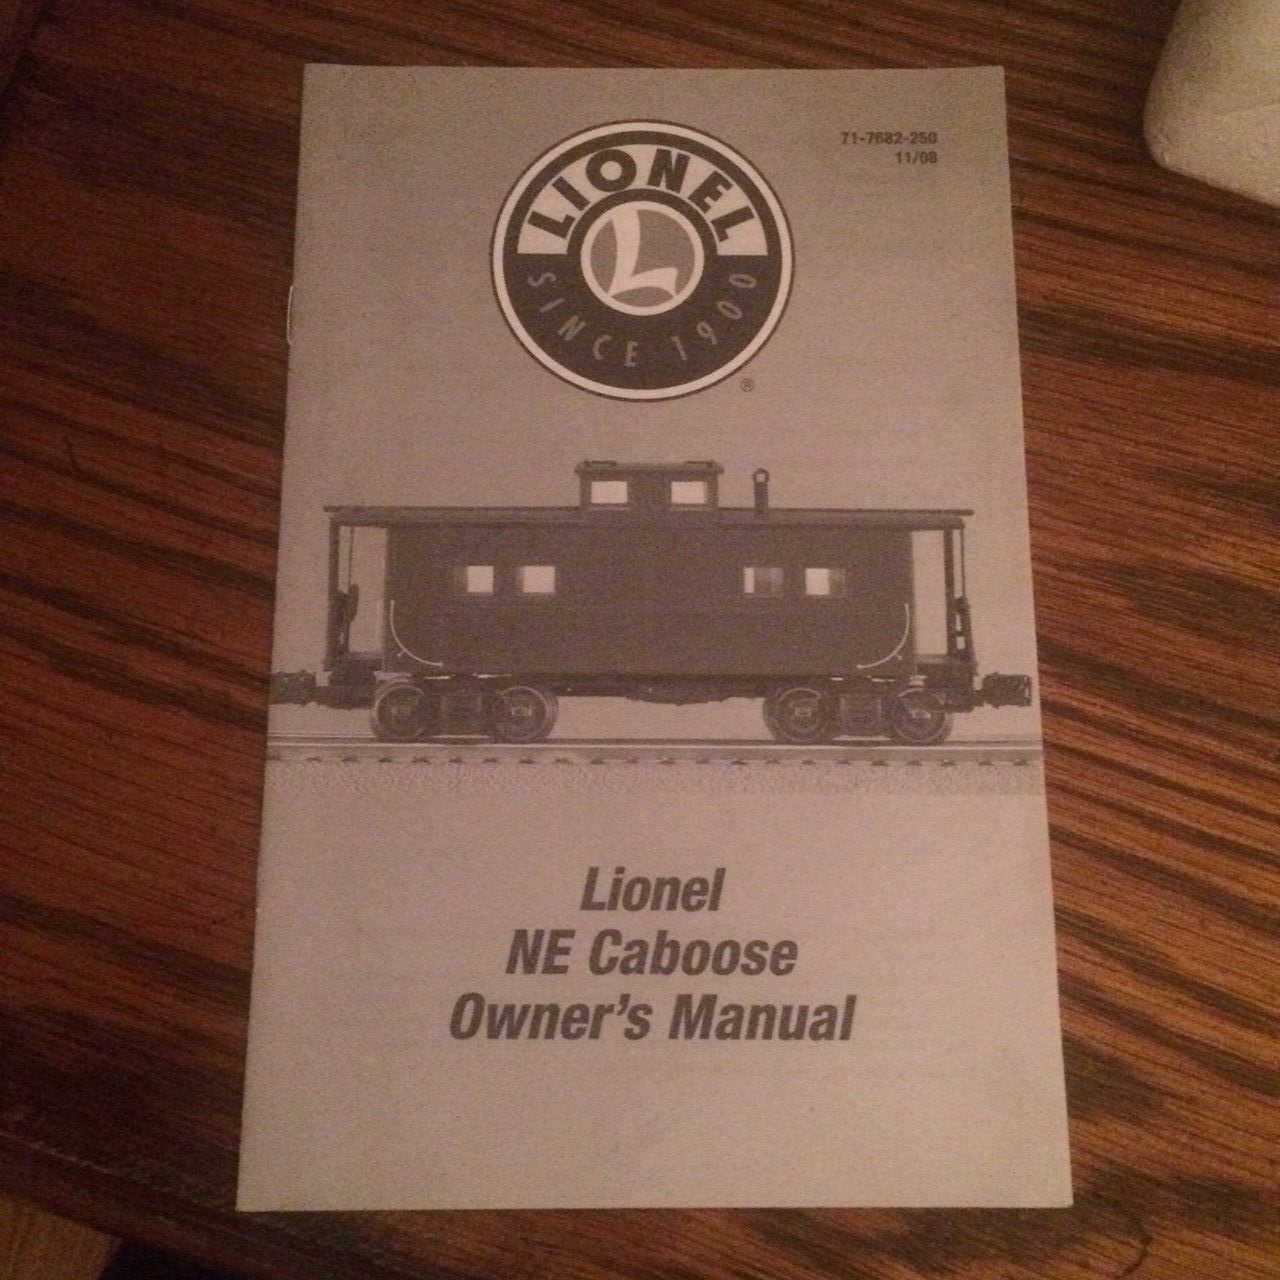 71-7682-250
11/08
LIONEL
L
SINCE 1900
®
Lionel
NE Caboose
Owner's Manual